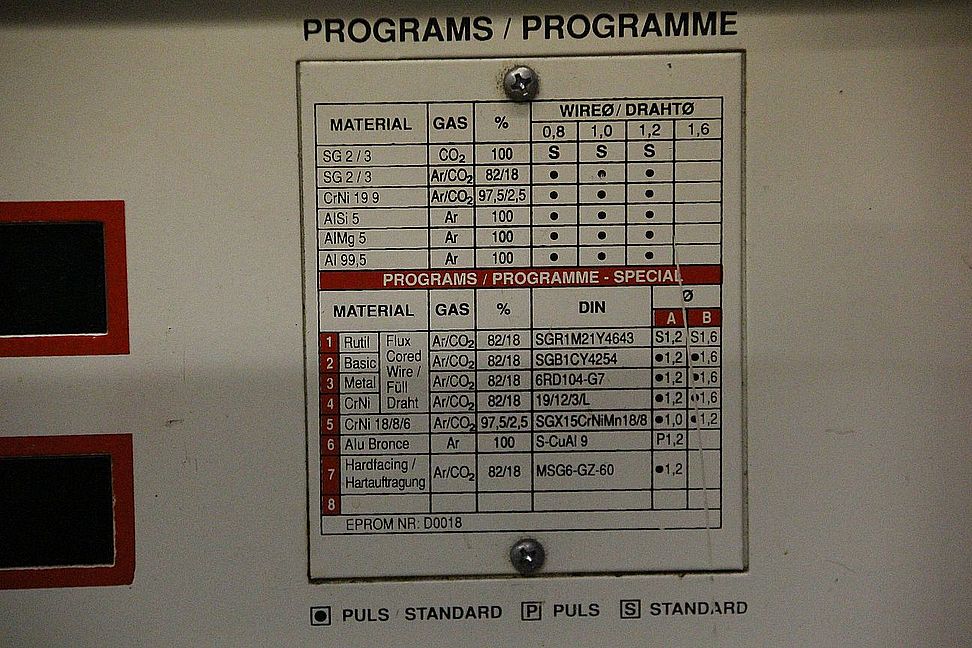 PROGRAMS / PROGRAMME
MATERIAL GAS % WIREØ / DRAHTØ
0,8 1,0 1,2 1,6
SG 2 / 3 CO₂ 100 S S S
SG 2 / 3 Ar/CO₂ 82/18 ● ● ●
CrNi 19 9 Ar/CO₂ 97,5/2,5 ● ● ●
AlSi 5 Ar 100 ● ● ●
AlMg 5 Ar 100 ● ● ●
Al 99,5 Ar 100 ● ● ●
PROGRAMS / PROGRAMME - SPECIAL
MATERIAL GAS % DIN Ø
A B
1 Rutil Flux Ar/CO₂ 82/18 SGR1M21Y4643 S1,2 S1,6
2 Basic Cored Ar/CO₂ 82/18 SGB1CY4254 ●1,2 ●1,6
Wire /
3 Metal Füll Ar/CO₂ 82/18 6RD104-G7 ●1,2 ●1,6
4 CrNi Draht Ar/CO₂ 82/18 19/12/3/L ●1,2 ●1,6
5 CrNi 18/8/6 Ar/CO₂ 97,5/2,5 SGX15CrNiMn18/8 ●1,0 ●1,2
6 Alu Bronce Ar 100 S-CuAl 9 P1,2
7 Hardfacing / Hartauftragung Ar/CO₂ 82/18 MSG6-GZ-60 ●1,2
8
EPROM NR: D0018
● PULS / STANDARD P PULS S STANDARD